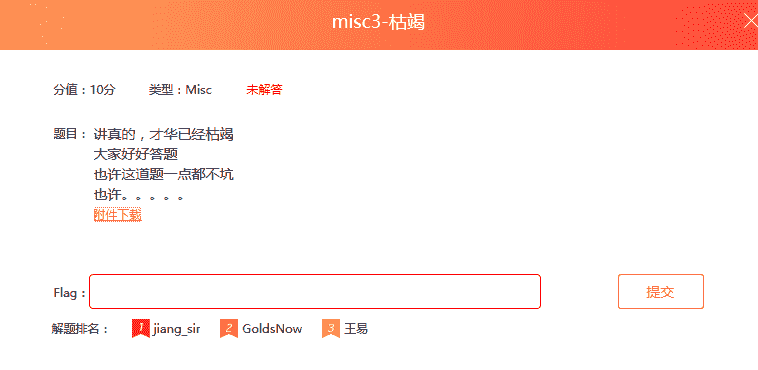 misc3-枯竭
分值：10分 类型：Misc 未解答
题目： 讲真的，才华已经枯竭
大家好好答题
也许这道题一点都不坑
也许。。。。。
附件下载
Flag： 提交
解题排名： 1 jiang_sir 2 GoldsNow 3 王易